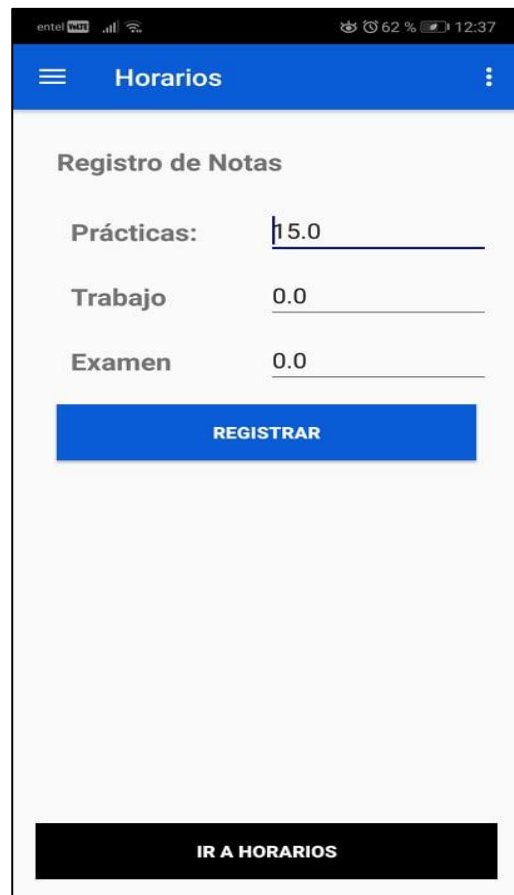 entel VoLTE 62 % 12:37
Horarios
Registro de Notas
Prácticas: 15.0
Trabajo 0.0
Examen 0.0
REGISTRAR
IR A HORARIOS